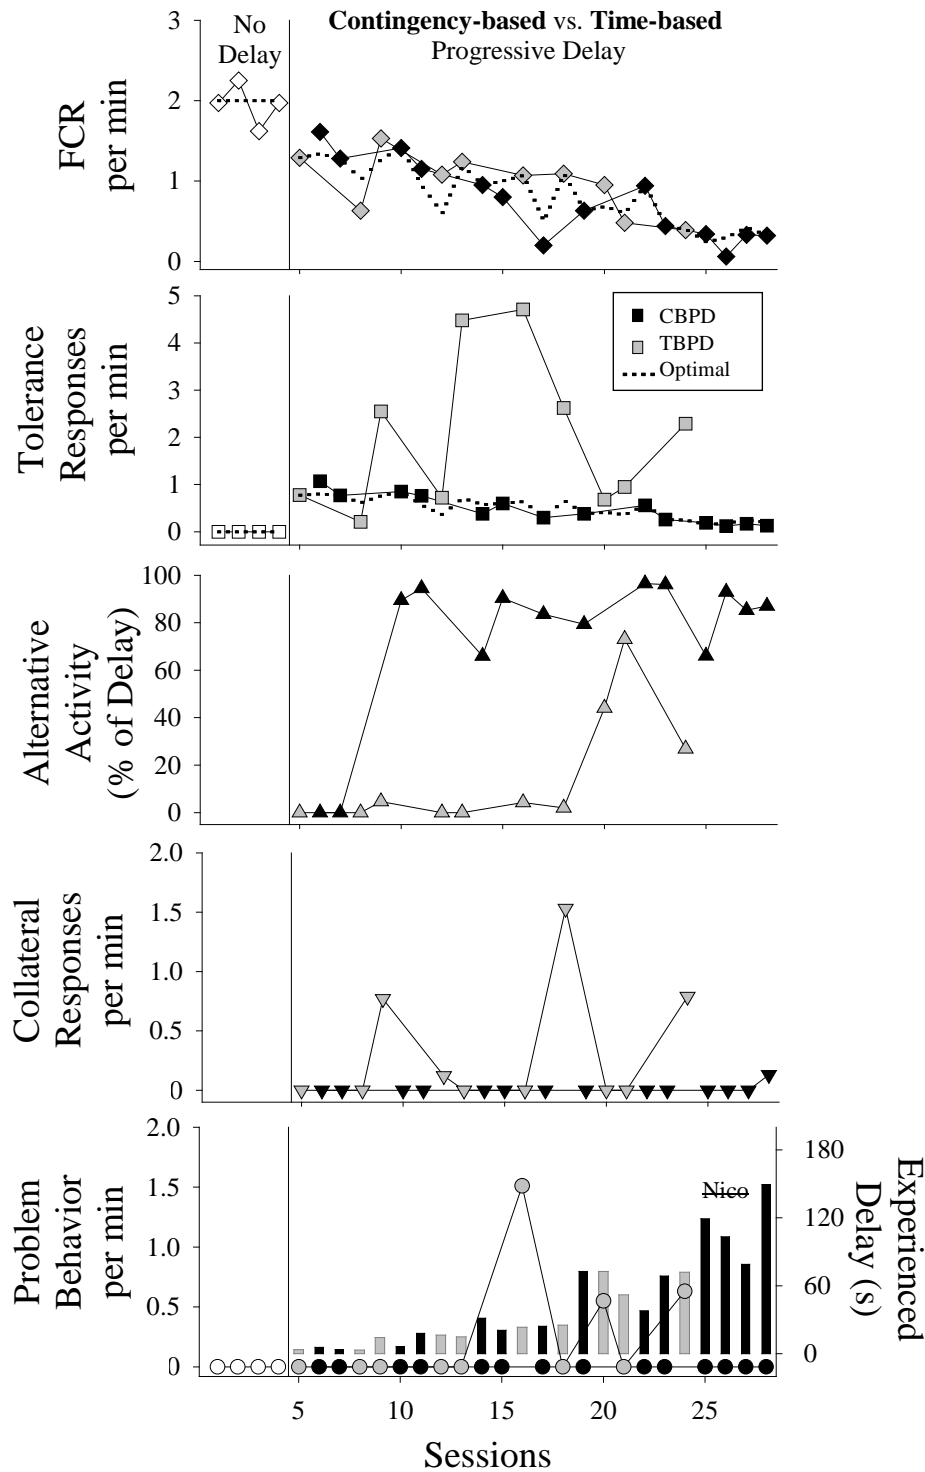 No
Delay
Contingency-based vs. Time-based
Progressive Delay
FCR
per min
3
2
1
0
Tolerance
Responses
per min
5
4
3
2
1
0
CBPD
TBPD
Optimal
Alternative
Activity
(% of Delay)
100
80
60
40
20
0
Collateral
Responses
per min
2.0
1.5
1.0
0.5
0
Problem
Behavior
per min
2.0
1.5
1.0
0.5
0
Nico
180
120
60
0
Experienced
Delay (s)
5 10 15 20 25
Sessions